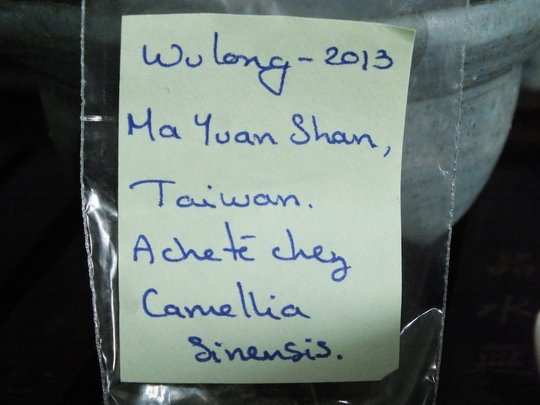 Wulong - 2013
Ma Yuan Shan,
Taiwan.
Acheté chez
Camellia
Sinensis.